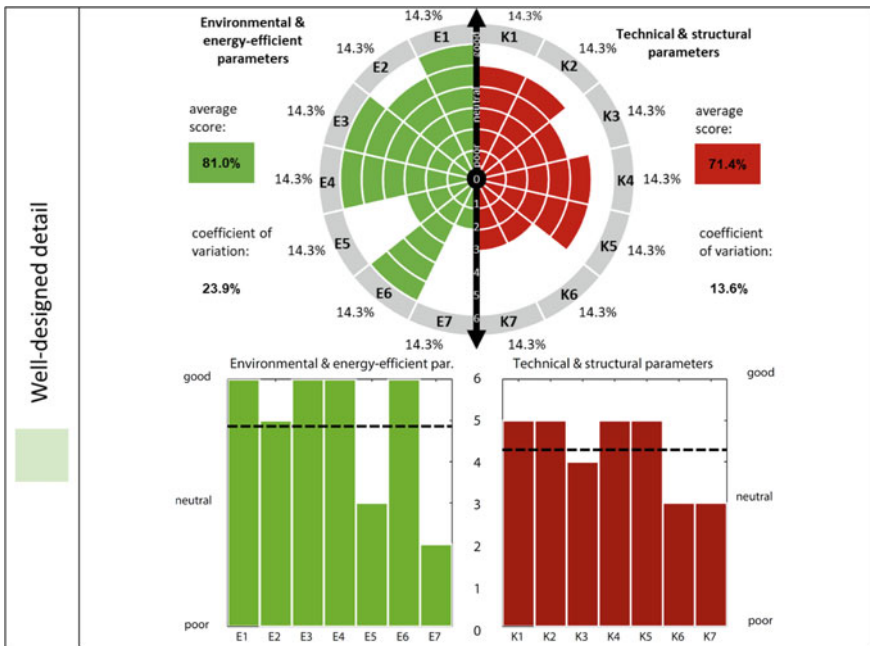 Well-designed detail
Environmental &
energy-efficient
parameters
Technical & structural
parameters
14.3%
14.3%
14.3%
14.3%
14.3%
14.3%
14.3%
14.3%
14.3%
14.3%
14.3%
14.3%
14.3%
14.3%
E1
E2
E3
E4
E5
E6
E7
K1
K2
K3
K4
K5
K6
K7
good
neutral
0
1
2
3
4
5
average
score:
81.0%
coefficient of
variation:
23.9%
average
score:
71.4%
coefficient
of variation:
13.6%
Environmental & energy-efficient par.
good
neutral
poor
E1 E2 E3 E4 E5 E6 E7
6
5
4
3
2
1
0
Technical & structural parameters
good
neutral
poor
K1 K2 K3 K4 K5 K6 K7